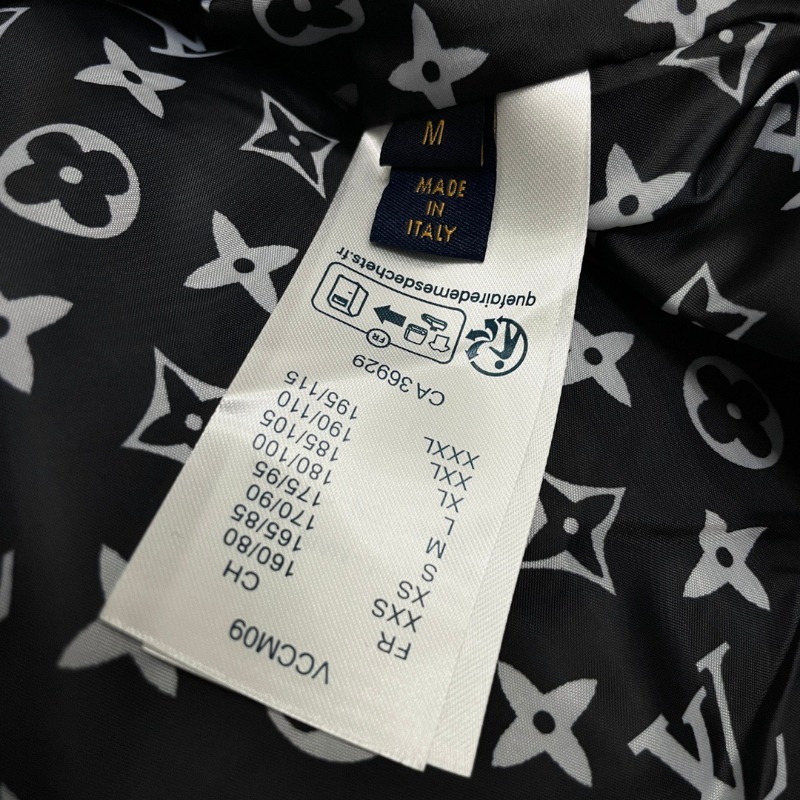 M
MADE
IN
ITALY
VCCM09
FR CH
XXS 160/80
XS 165/85
S 170/90
M 175/95
L 180/100
XL 185/105
XXL 190/110
XXXL 195/115
CA 36929
FR
quefairedemesdechets.fr
LV